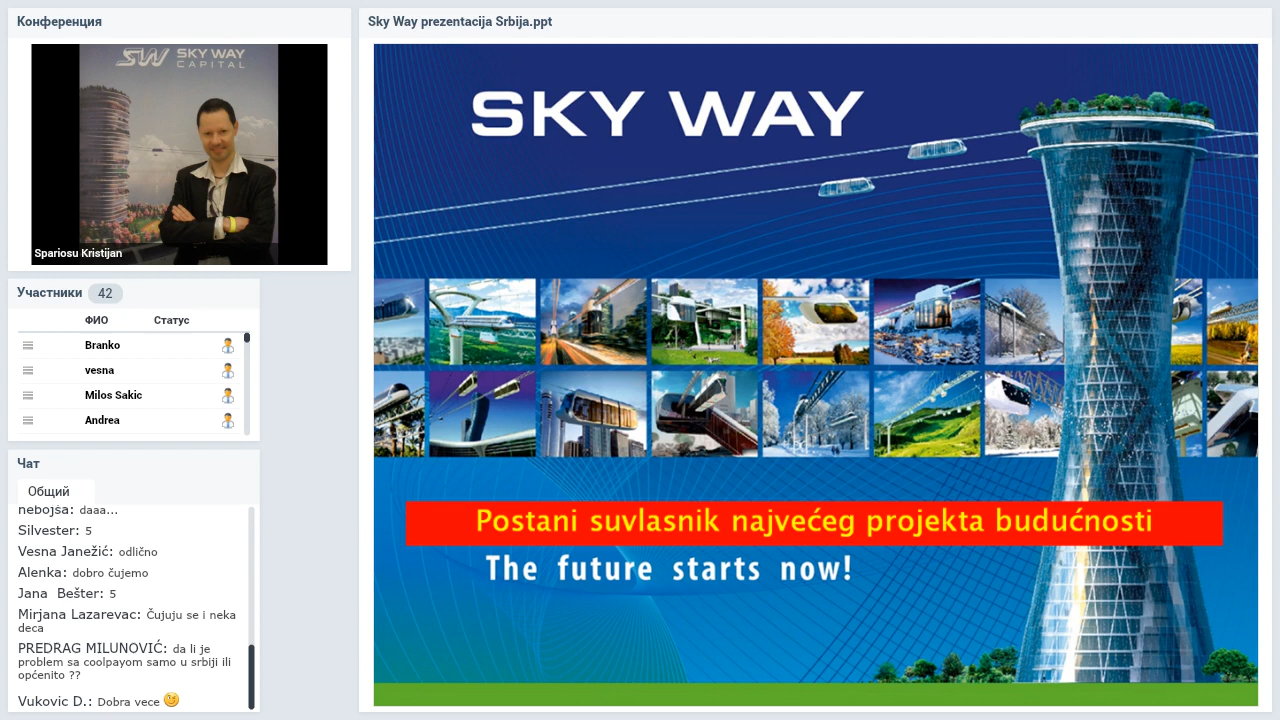 Конференция
SKY WAY
CAPITAL
Spariosu Kristijan
Участники 42
ФИО Статус
Branko
vesna
Milos Sakic
Andrea
Чат
Общий
nebojša: daaa...
Silvester: 5
Vesna Janežić: odlično
Alenka: dobro čujemo
Jana Bešter: 5
Mirjana Lazarevac: Čujuju se i neka
deca
PREDRAG MILUNOVIĆ: da li je
problem sa coolpayom samo u srbiji ili
općenito ??
Vukovic D.: Dobra vece
Sky Way prezentacija Srbija.ppt
SKY WAY
Postani suvlasnik najvećeg projekta budućnosti
The future starts now!